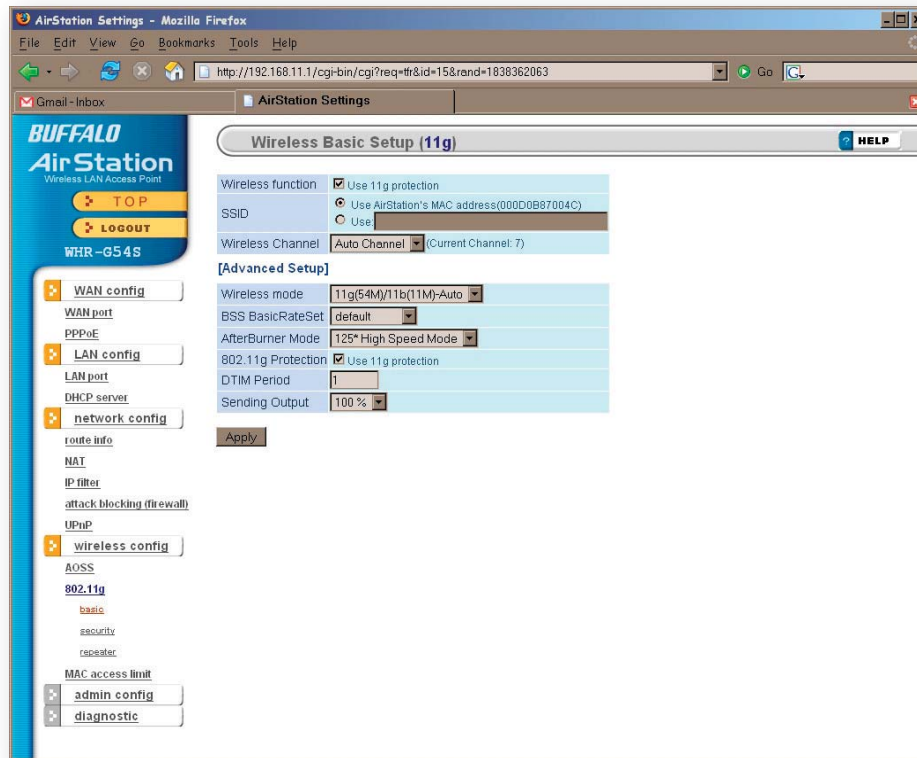 AirStation Settings - Mozilla Firefox
File Edit View Go Bookmarks Tools Help
http://192.168.11.1/cgi-bin/cgi?req=tfr&id=15&rand=1838362063
Go
Gmail - Inbox
AirStation Settings
BUFFALO
AirStation
Wireless LAN Access Point
TOP
LOGOUT
WHR-G54S
WAN config
WAN port
PPPoE
LAN config
LAN port
DHCP server
network config
route info
NAT
IP filter
attack blocking (firewall)
UPnP
wireless config
AOSS
802.11g
basic
security
repeater
MAC access limit
admin config
diagnostic
Wireless Basic Setup (11g)
? HELP
Wireless function Use 11g protection
SSID Use AirStation's MAC address(000D0B87004C)
Use:
Wireless Channel Auto Channel (Current Channel: 7)
[Advanced Setup]
Wireless mode 11g(54M)/11b(11M)-Auto
BSS BasicRateSet default
AfterBurner Mode 125* High Speed Mode
802.11g Protection Use 11g protection
DTIM Period 1
Sending Output 100 %
Apply